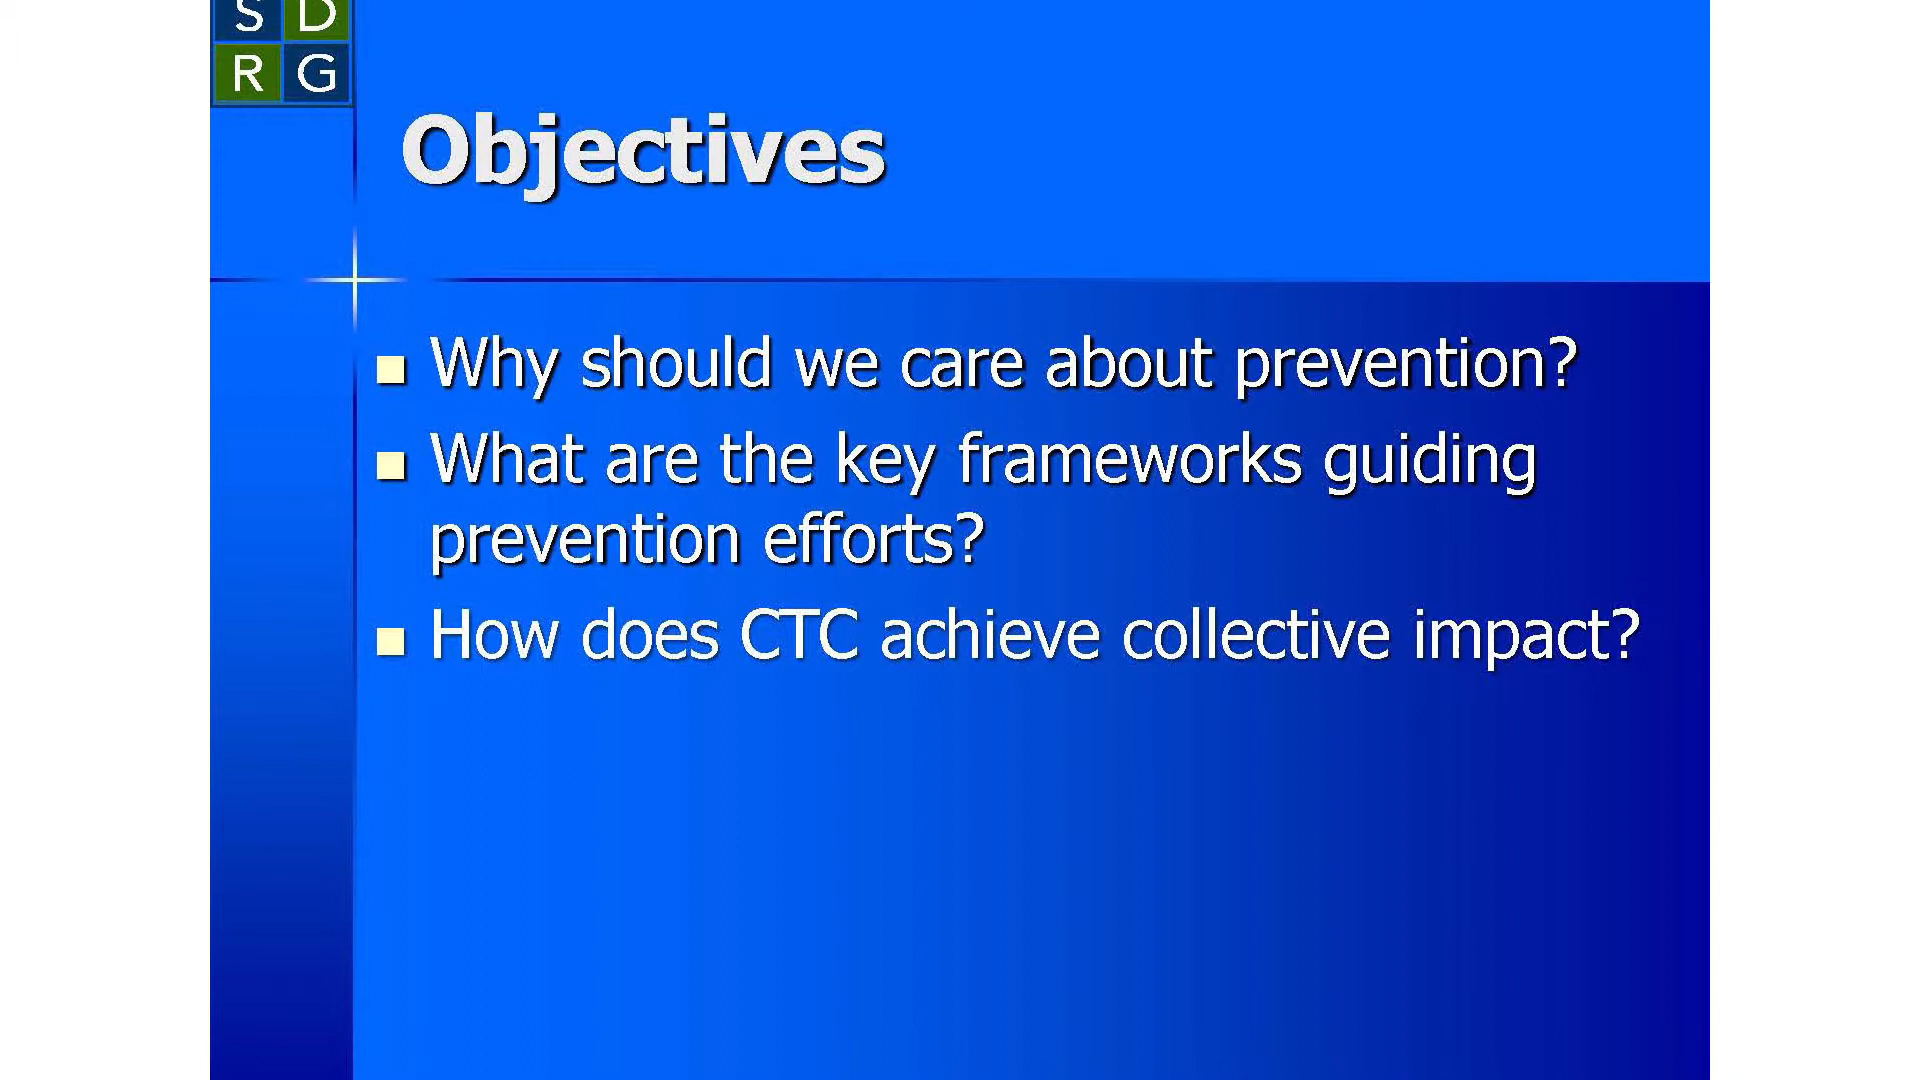 S D
R G
Objectives
Why should we care about prevention?
What are the key frameworks guiding
prevention efforts?
How does CTC achieve collective impact?